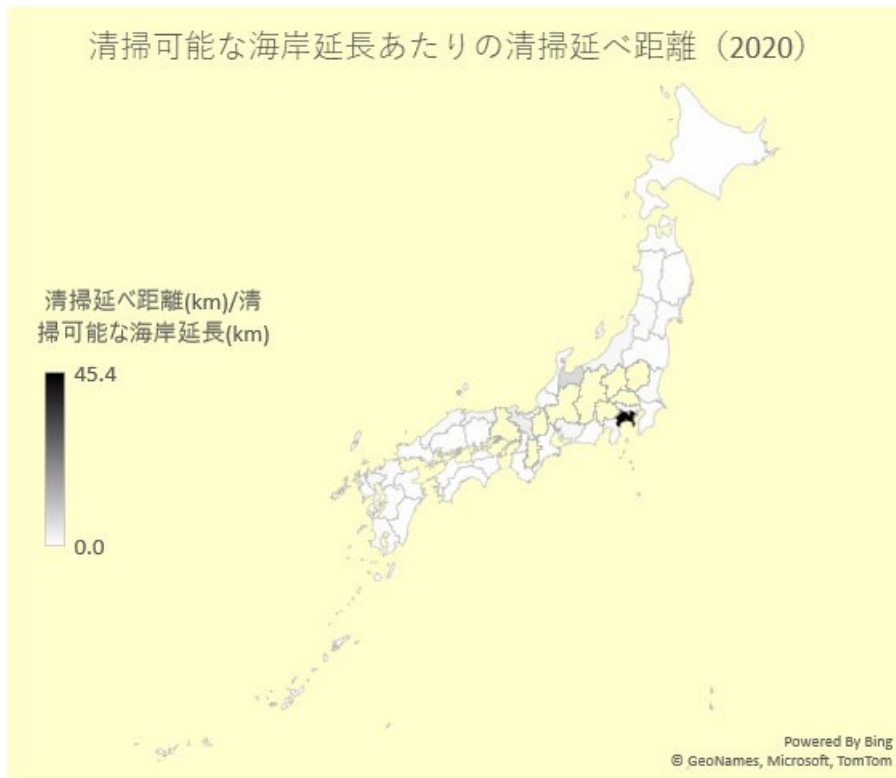 清掃可能な海岸延長あたりの清掃延べ距離（2020）
清掃延べ距離(km)/清
掃可能な海岸延長(km)
45.4
0.0
Powered By Bing
© GeoNames, Microsoft, TomTom